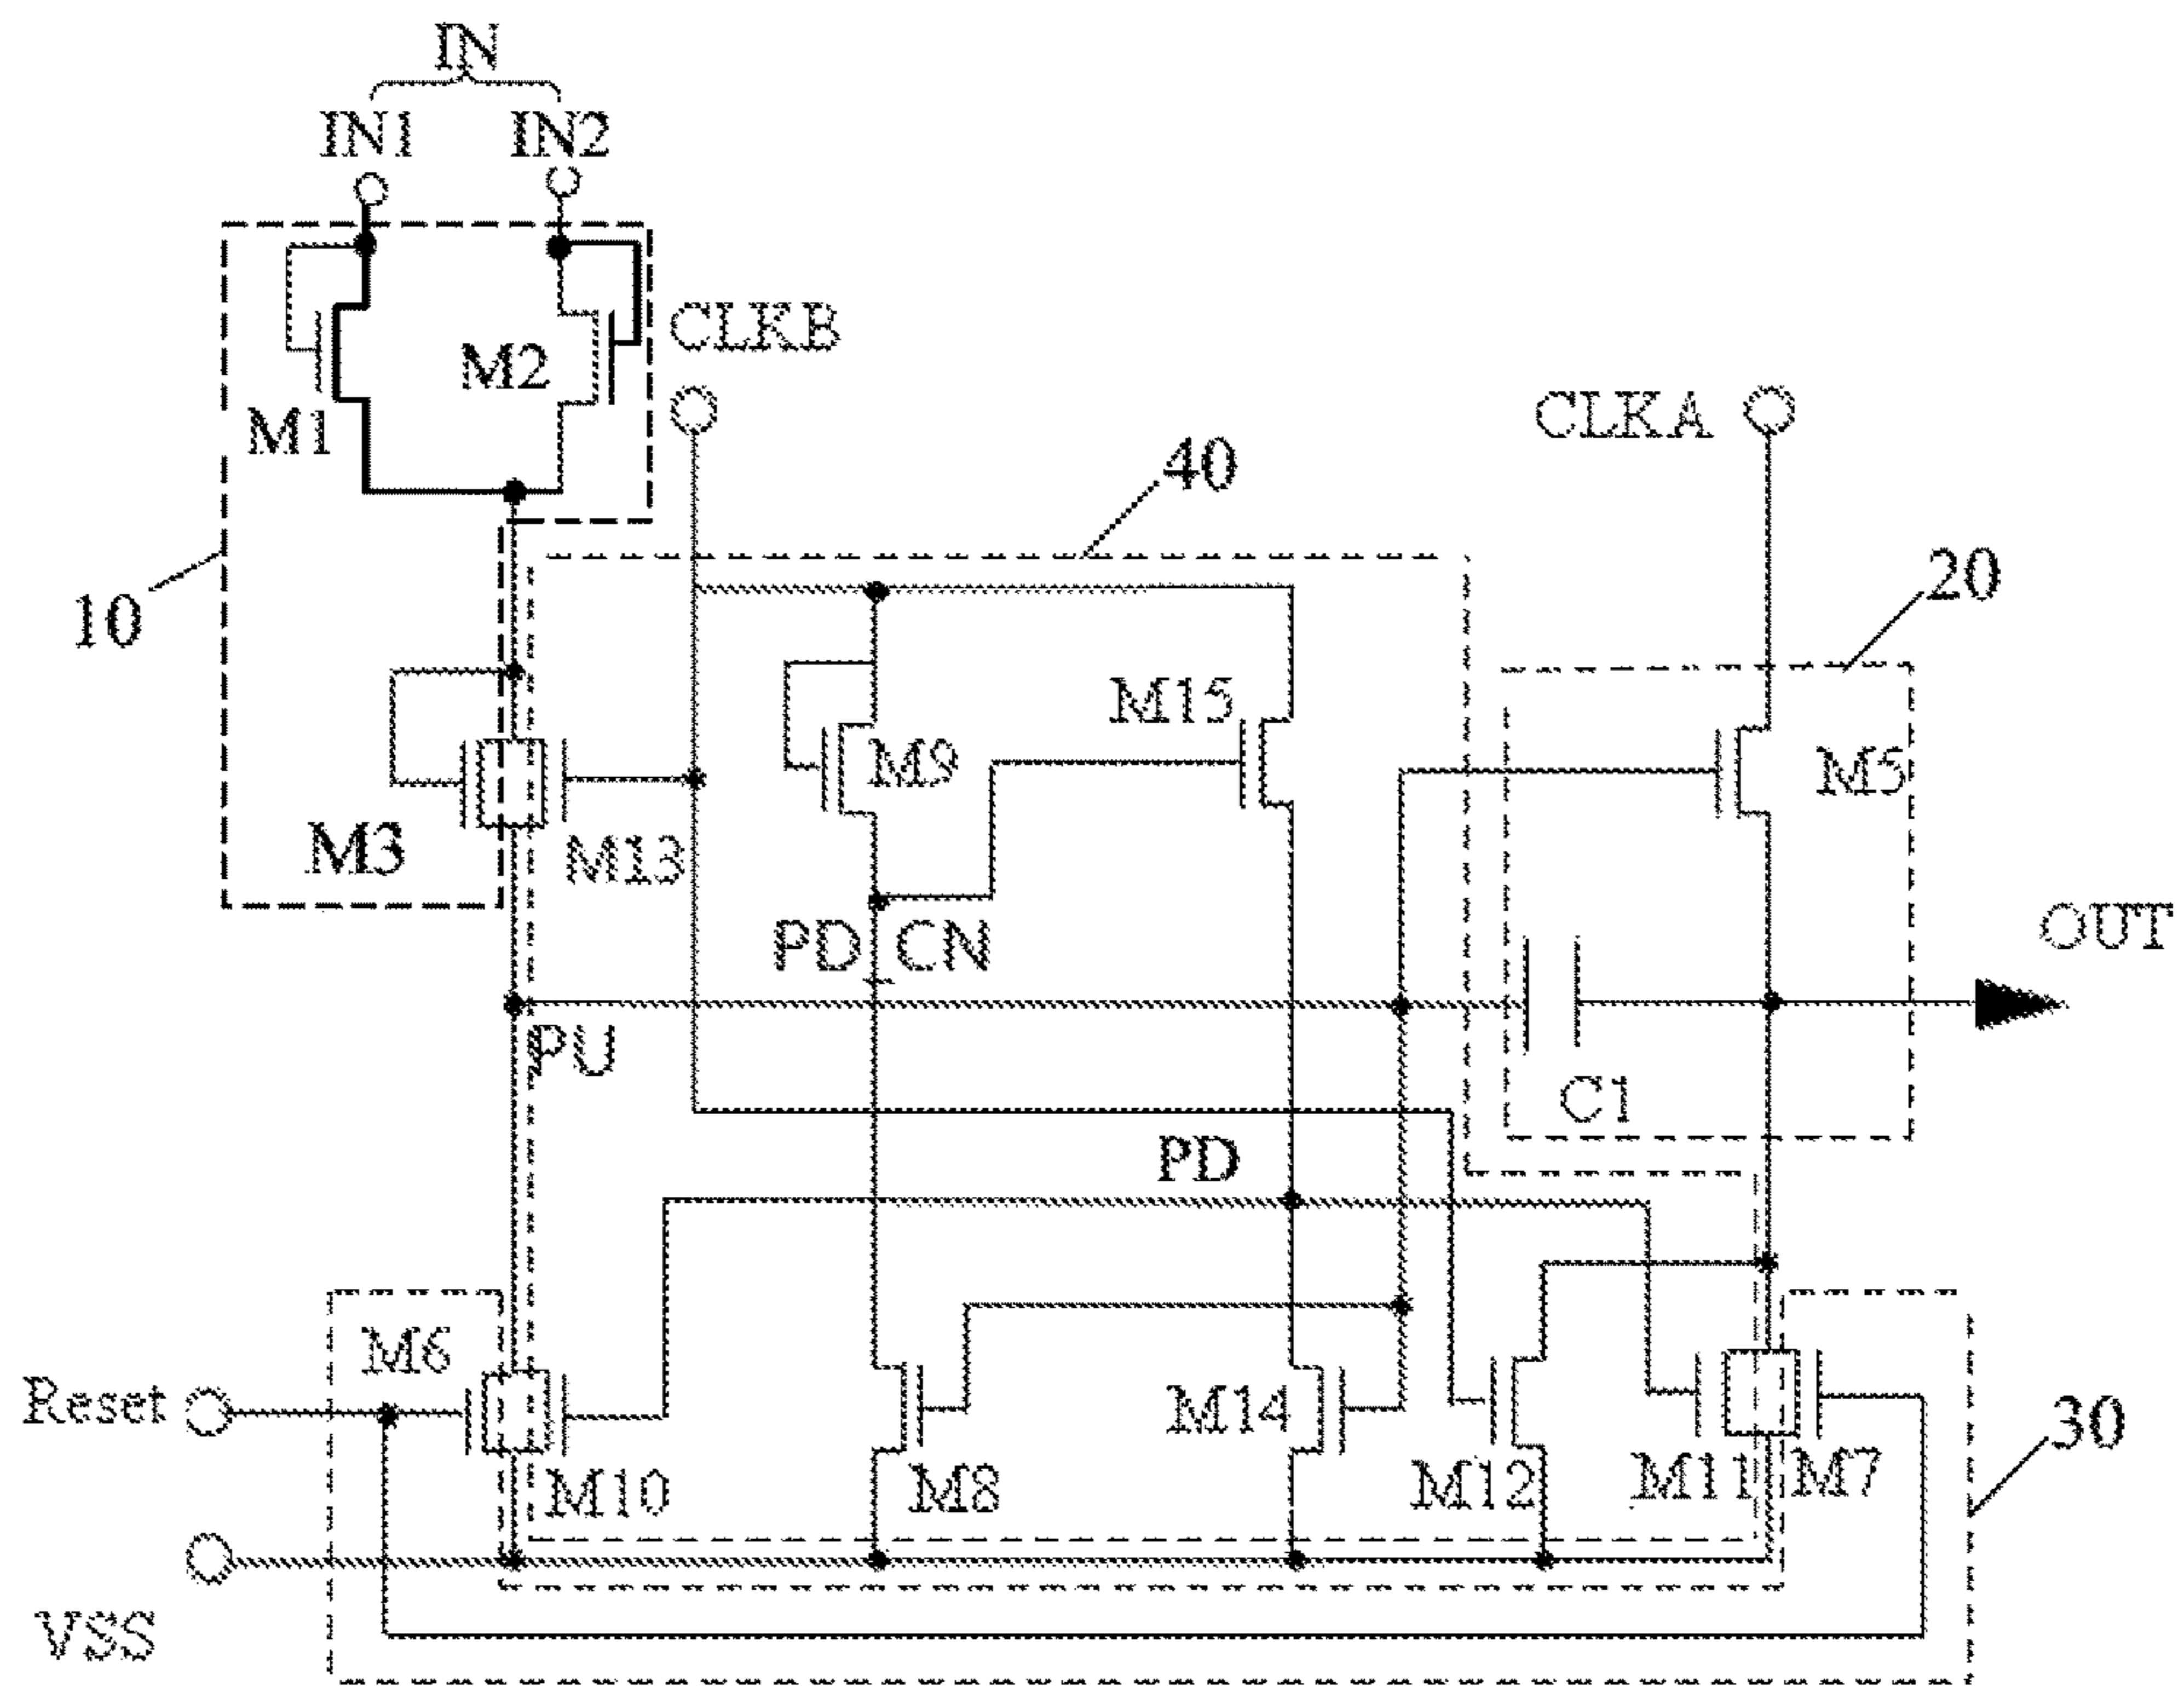 IN
IN1 IN2
CLKB
M2
M1
CLKA
40
20
10
M15
M9
M5
M3
M13
PD_CN
OUT
PU
C1
PD
M6
Reset
M14
30
M10
M8
M12
M11
M7
VSS